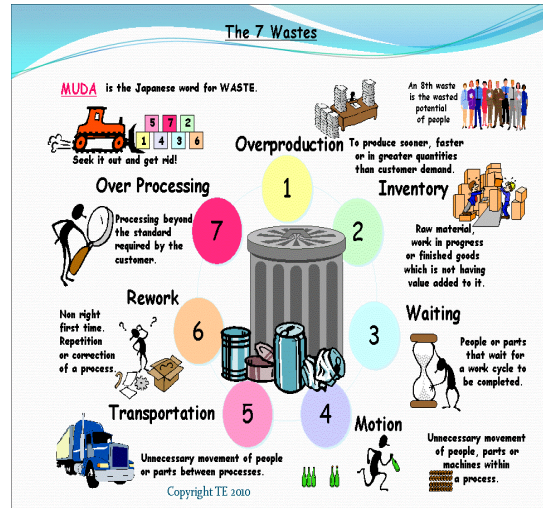 The 7 Wastes
MUDA is the Japanese word for WASTE.
5 7 2
1 4 3 6
Seek it out and get rid!
An 8th waste
is the wasted
potential
of people
Overproduction
To produce sooner, faster
or in greater quantities
than customer demand.
1
Inventory
Raw material,
work in progress
or finished goods
which is not having
value added to it.
2
Waiting
People or parts
that wait for
a work cycle to
be completed.
3
Motion
Unnecessary movement
of people, parts or
machines within
a process.
4
Transportation
Unnecessary movement of people
or parts between processes.
5
Rework
Non right
first time.
Repetition
or correction
of a process.
6
Over Processing
Processing beyond
the standard
required by the
customer.
7
Copyright TE 2010